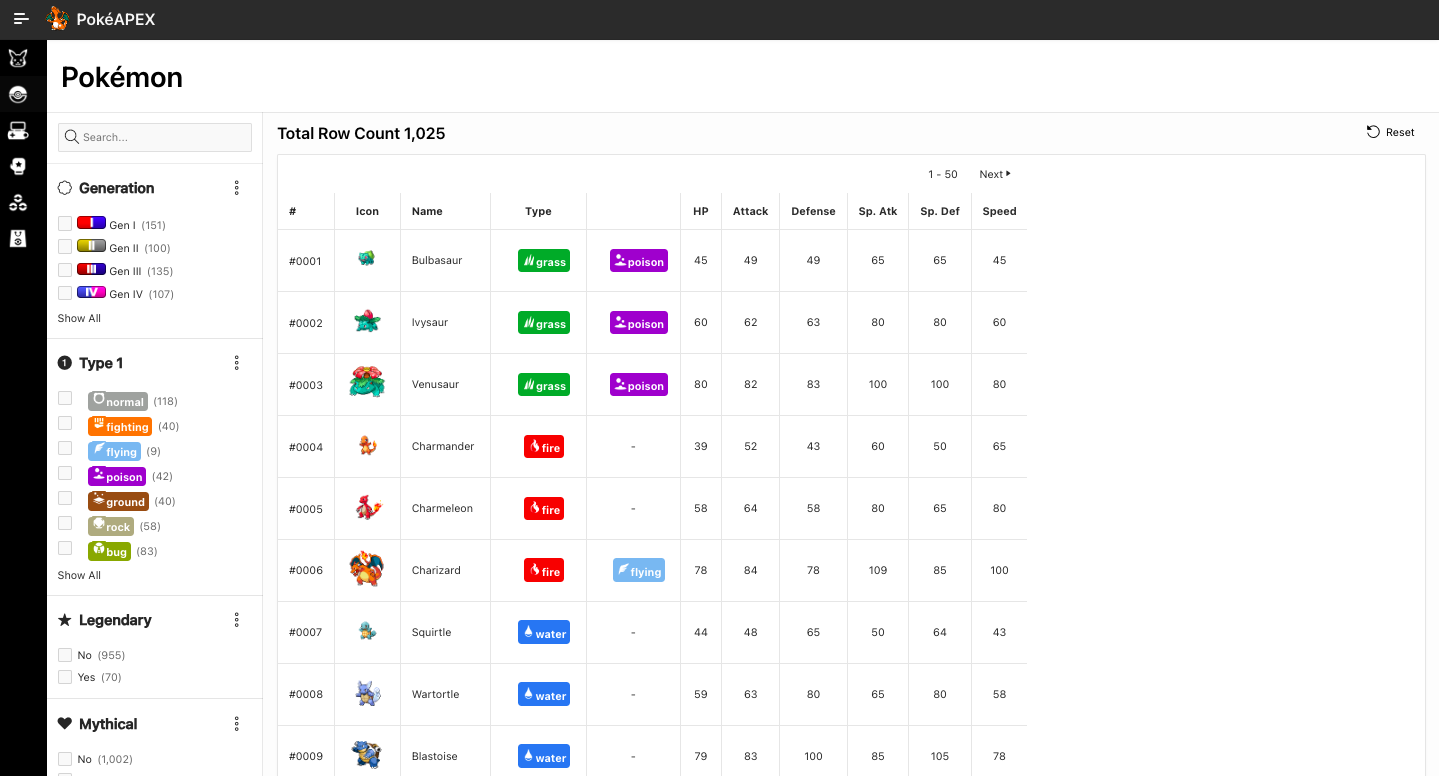 PokéAPEX
Pokémon
Search...
Total Row Count 1,025
Reset
Generation
I Gen I (151)
II Gen II (100)
III Gen III (135)
IV Gen IV (107)
Show All
1 Type 1
normal (118)
fighting (40)
flying (9)
poison (42)
ground (40)
rock (58)
bug (83)
Show All
Legendary
No (955)
Yes (70)
Mythical
No (1,002)
1 - 50 Next
# Icon Name Type HP Attack Defense Sp. Atk Sp. Def Speed
#0001 Bulbasaur grass poison 45 49 49 65 65 45
#0002 Ivysaur grass poison 60 62 63 80 80 60
#0003 Venusaur grass poison 80 82 83 100 100 80
#0004 Charmander fire - 39 52 43 60 50 65
#0005 Charmeleon fire - 58 64 58 80 65 80
#0006 Charizard fire flying 78 84 78 109 85 100
#0007 Squirtle water - 44 48 65 50 64 43
#0008 Wartortle water - 59 63 80 65 80 58
#0009 Blastoise water - 79 83 100 85 105 78